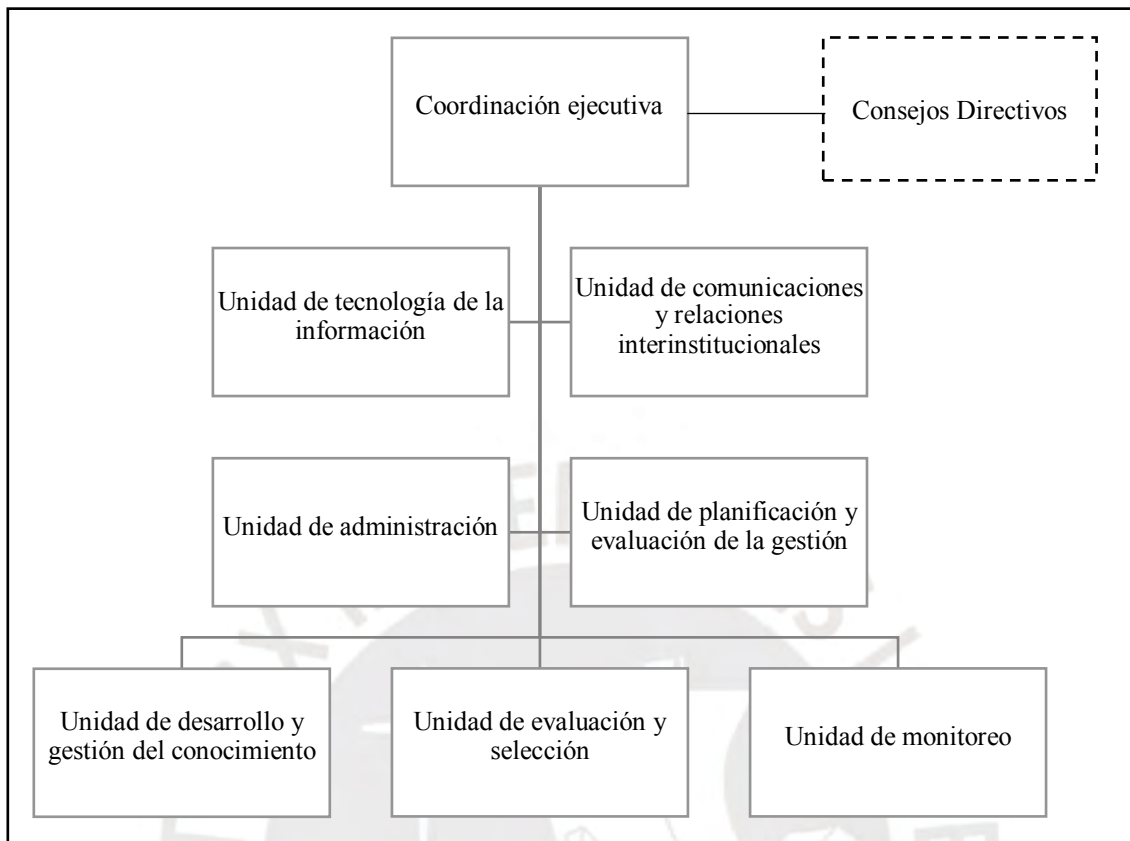 Coordinación ejecutiva
Consejos Directivos
Unidad de tecnología de la
información
Unidad de comunicaciones
y relaciones
interinstitucionales
Unidad de administración
Unidad de planificación y
evaluación de la gestión
Unidad de desarrollo y
gestión del conocimiento
Unidad de evaluación y
selección
Unidad de monitoreo